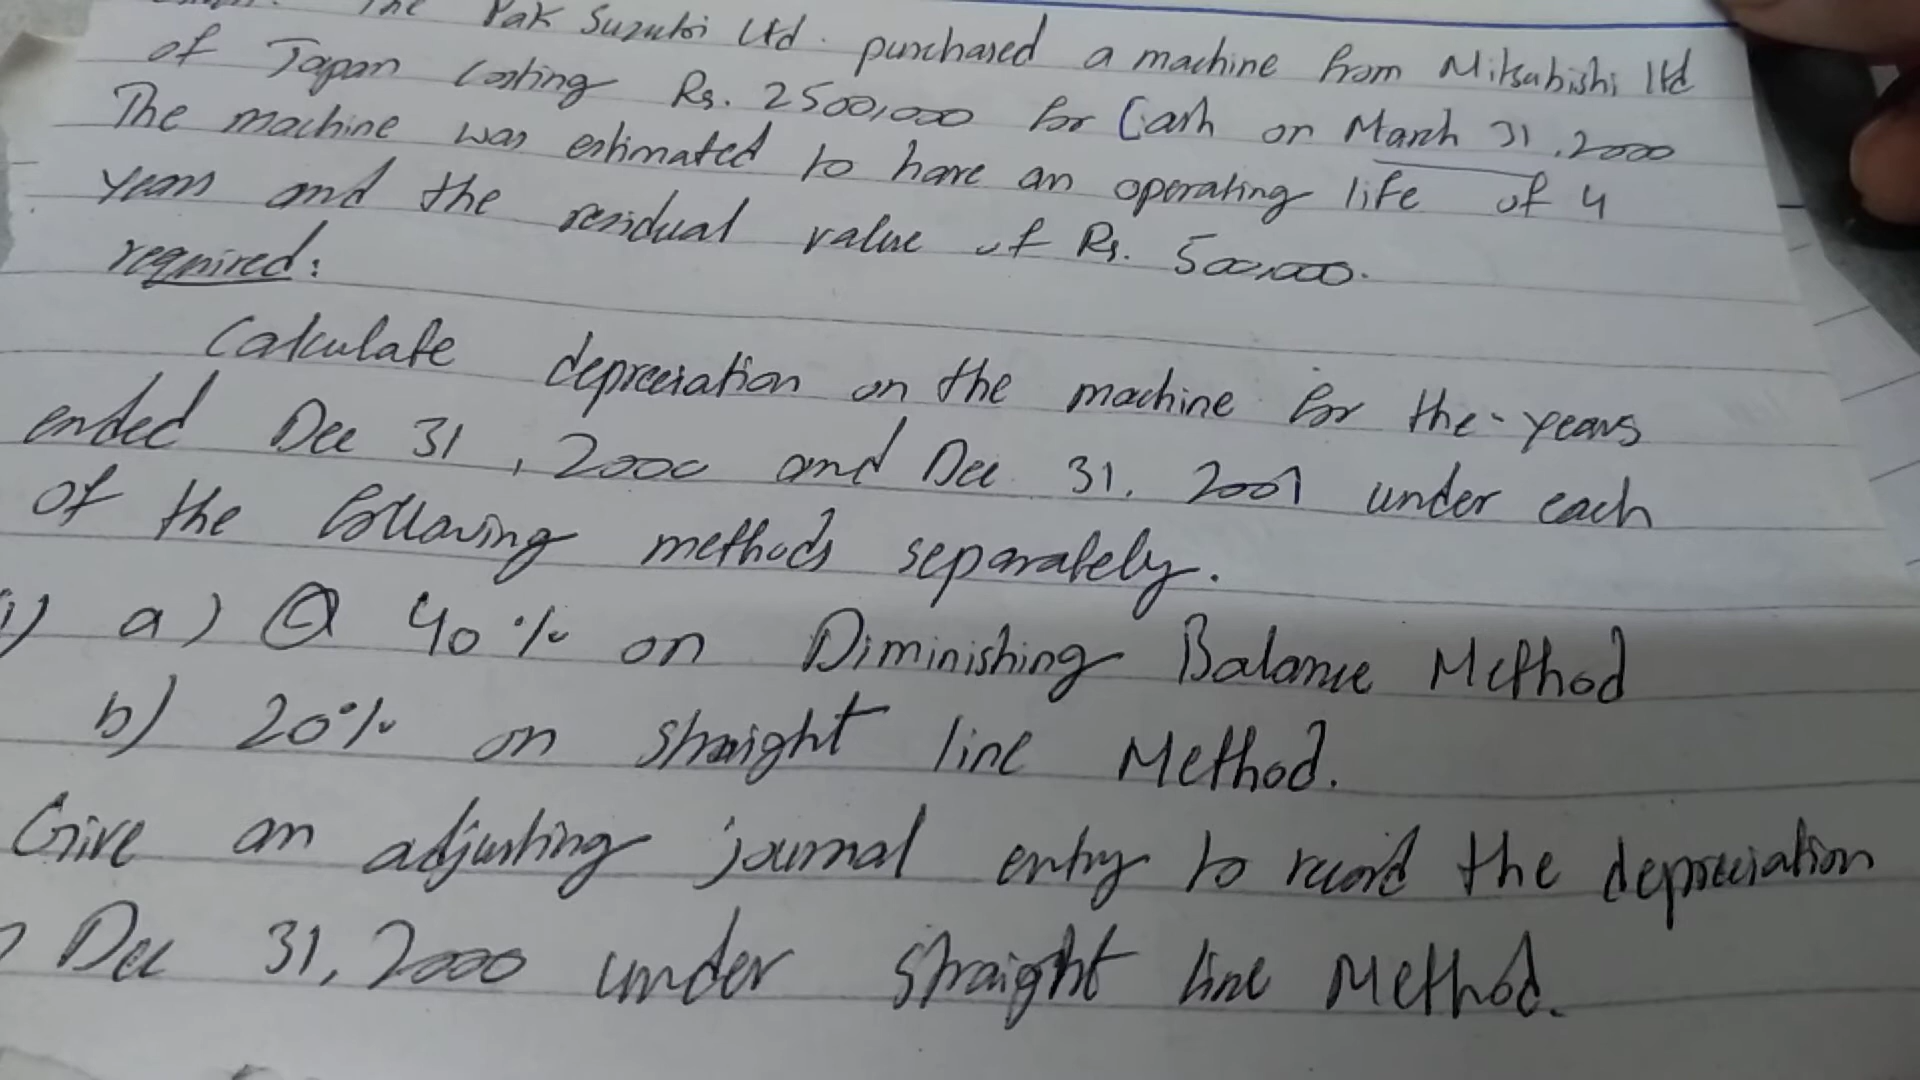 The Pak Suzuki Ltd. purchased a machine from Mitsubishi ltd
of Japan costing Rs. 2500,000 for Cash on March 31, 2000
The machine was estimated to have an operating life of 4
years and the residual value of Rs. 500,000.
required:
Calculate depreciation on the machine for the years
ended Dec 31, 2000 and Dec 31, 2001 under each
of the following methods separately.
i) a) @ 40% on Diminishing Balance Method
b) 20% on straight line Method.
Give an adjusting journal entry to record the depreciation
Dec 31, 2000 under straight line Method.